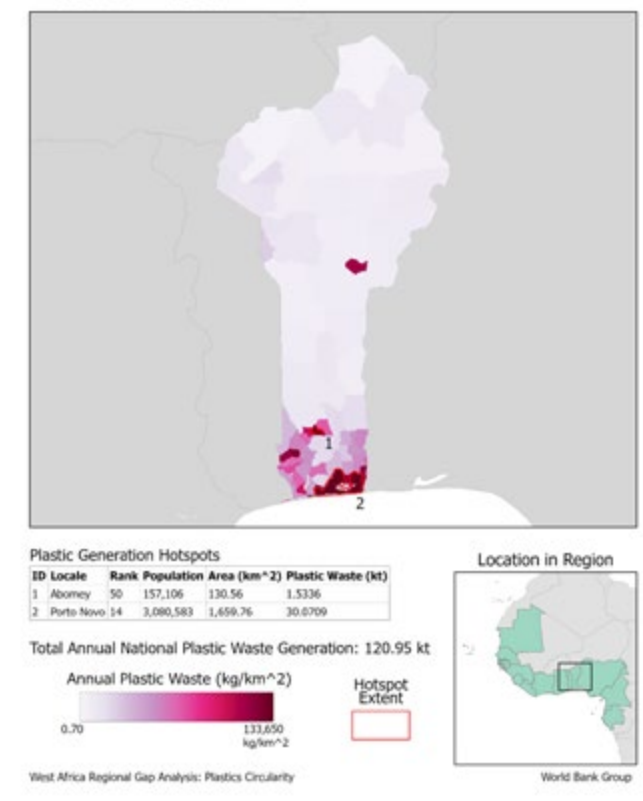 1
2
Plastic Generation Hotspots
ID Locale Rank Population Area (km^2) Plastic Waste (kt)
1 Abomey 50 157,106 130.56 1.5336
2 Porto Novo 14 3,080,583 1,659.76 30.0709
Total Annual National Plastic Waste Generation: 120.95 kt
Annual Plastic Waste (kg/km^2)
0.70
133,650
kg/km^2
Hotspot
Extent
Location in Region
West Africa Regional Gap Analysis: Plastics Circularity
World Bank Group